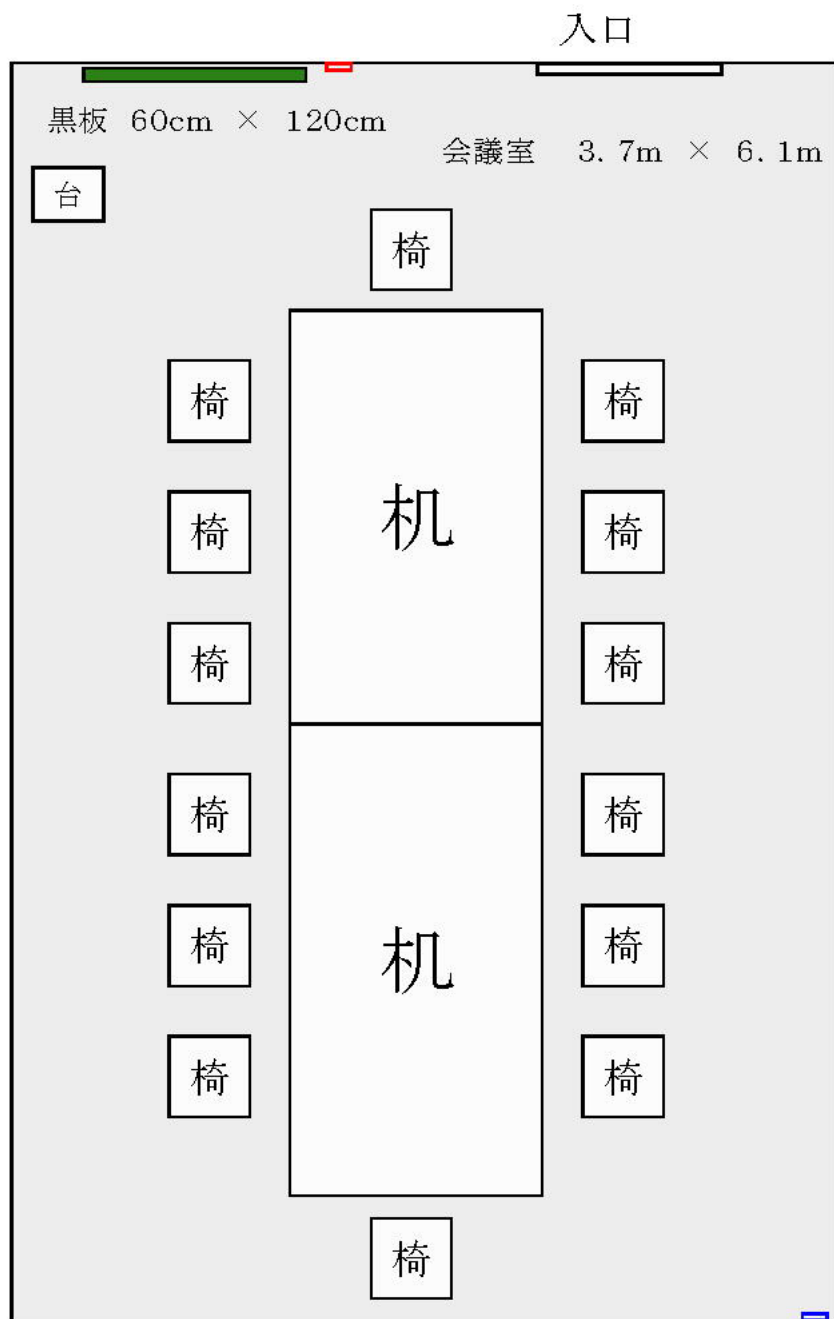 入口
黒板 60cm × 120cm
会議室 3.7m × 6.1m
台
椅
椅 椅
机
椅 椅
椅 椅
椅 椅
机
椅 椅
椅 椅
椅